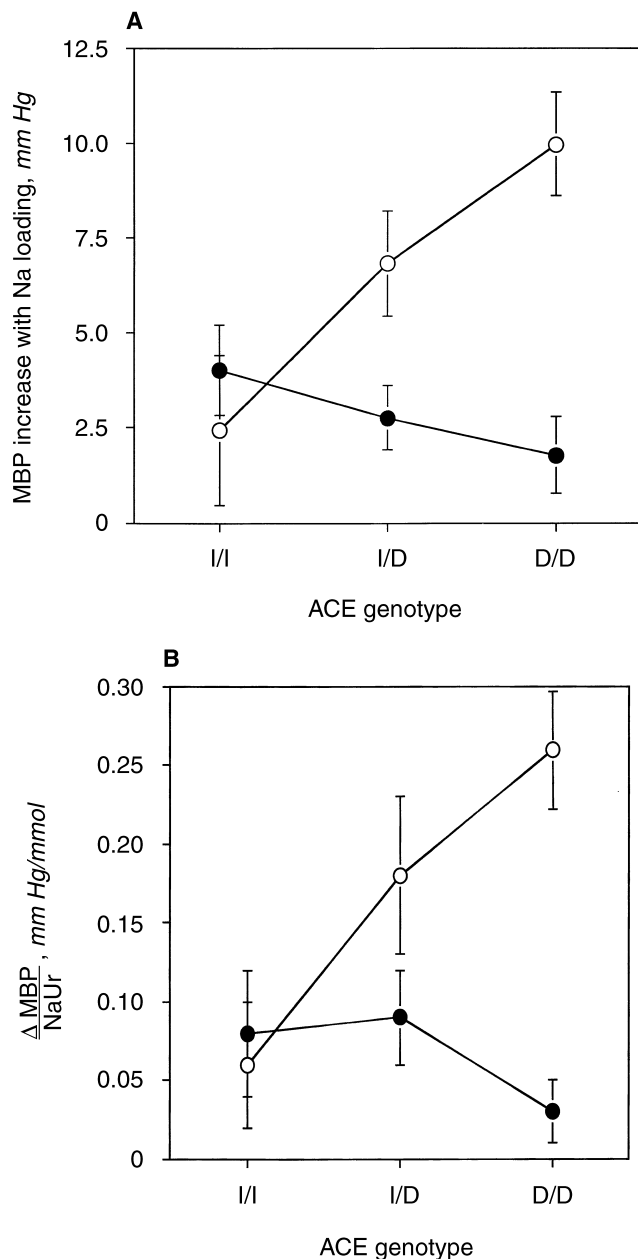 A
MBP increase with Na loading, mm Hg
12.5
10.0
7.5
5.0
2.5
0
I/I I/D D/D
ACE genotype
B
Δ MBP
NaUr
, mm Hg/mmol
0.30
0.25
0.20
0.15
0.10
0.05
0
I/I I/D D/D
ACE genotype